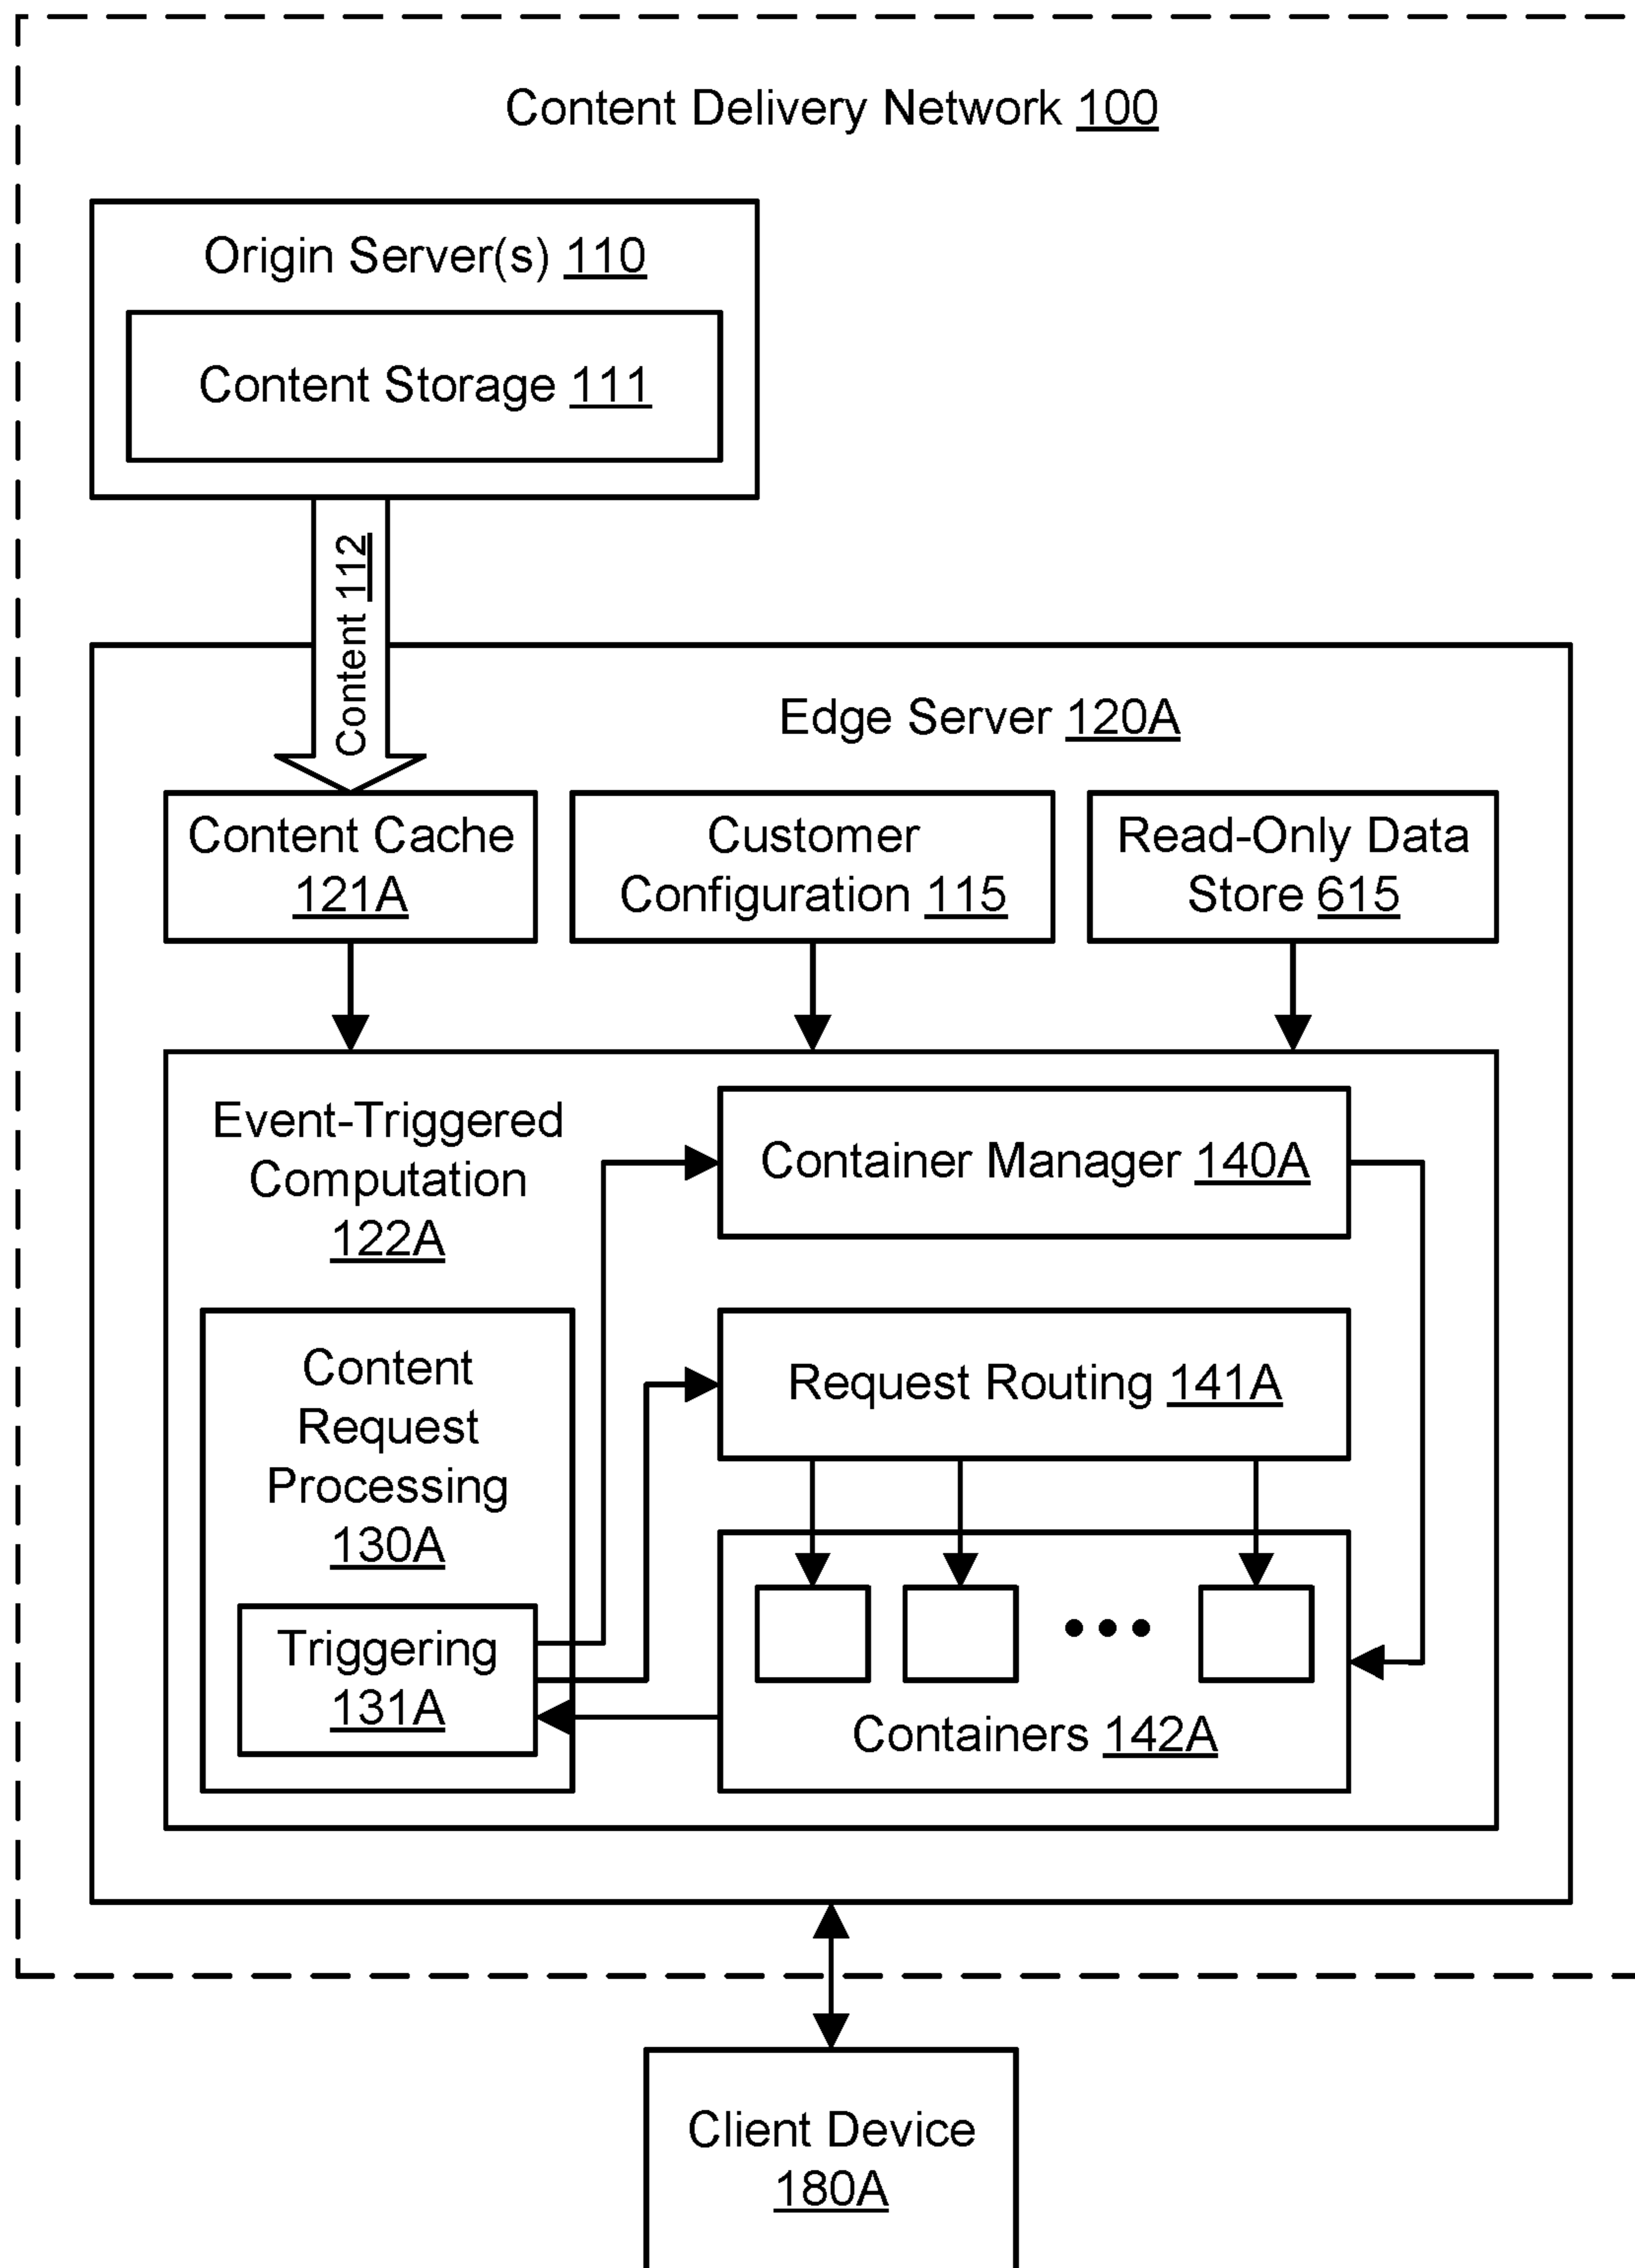 Content Delivery Network 100
Origin Server(s) 110
Content Storage 111
Content 112
Edge Server 120A
Content Cache
121A
Customer
Configuration 115
Read-Only Data
Store 615
Event-Triggered
Computation
122A
Container Manager 140A
Content
Request
Processing
130A
Request Routing 141A
Triggering
131A
Containers 142A
Client Device
180A